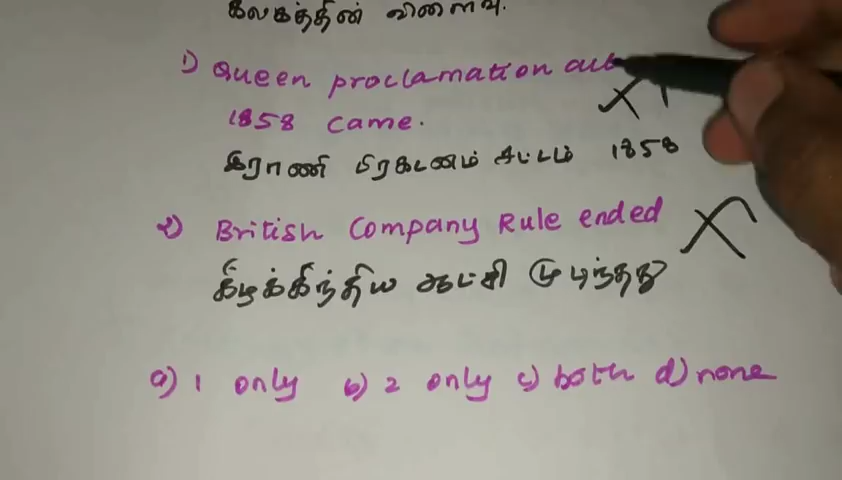 கலகத்தின் விளைவு.
1) Queen proclamation
1858 came.
இராணி பிரகடனம் சட்டம் 1858
2) British Company Rule ended
கிழக்கிந்திய ஆட்சி முடிந்தது
a) 1 only b) 2 only c) both d) none